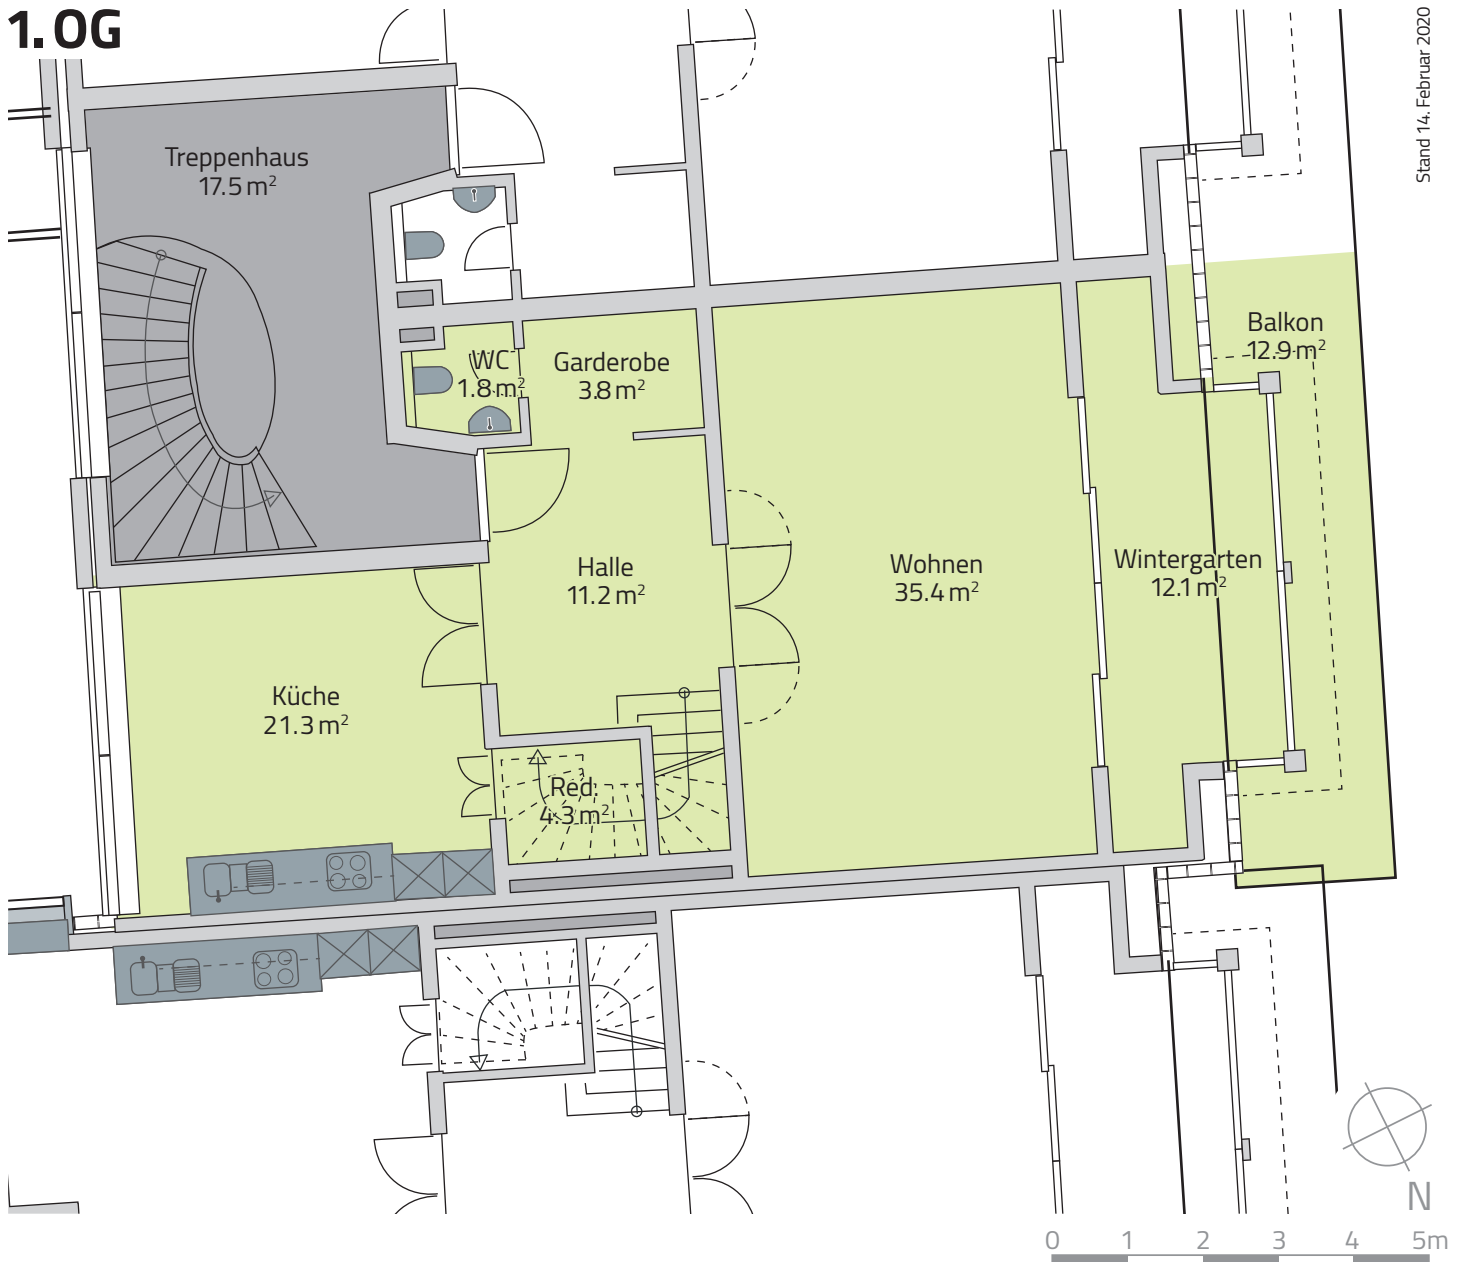 1. OG
Stand 14. Februar 2020
Treppenhaus
17.5 m²
WC
1.8 m²
Garderobe
3.8 m²
Balkon
12.9 m²
Halle
11.2 m²
Wohnen
35.4 m²
Wintergarten
12.1 m²
Küche
21.3 m²
Red.
4.3 m²
N
0 1 2 3 4 5m